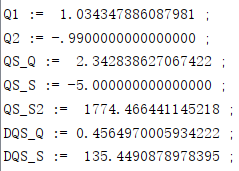 Q1 := 1.034347886087981 ;
Q2 := -.9900000000000000 ;
QS_Q := 2.342838627067422 ;
QS_S := -5.000000000000000 ;
QS_S2 := 1774.466441145218 ;
DQS_Q := 0.4564970005934222 ;
DQS_S := 135.4490878978395 ;